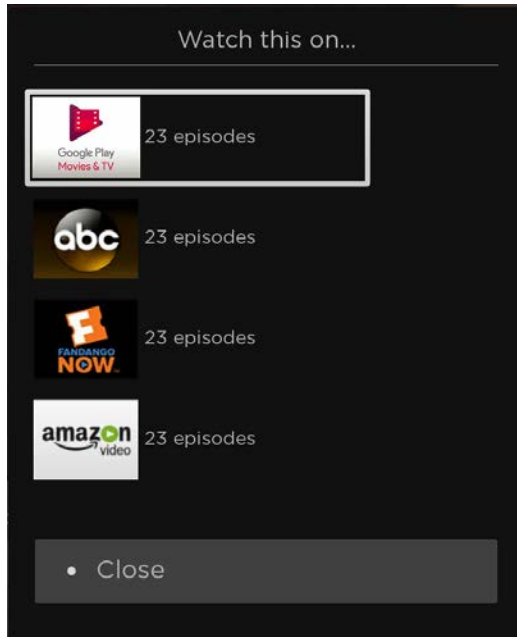 Watch this on...
Google Play
Movies & TV
23 episodes
abc
23 episodes
FANDANGO
NOW
23 episodes
amazon
video
23 episodes
• Close